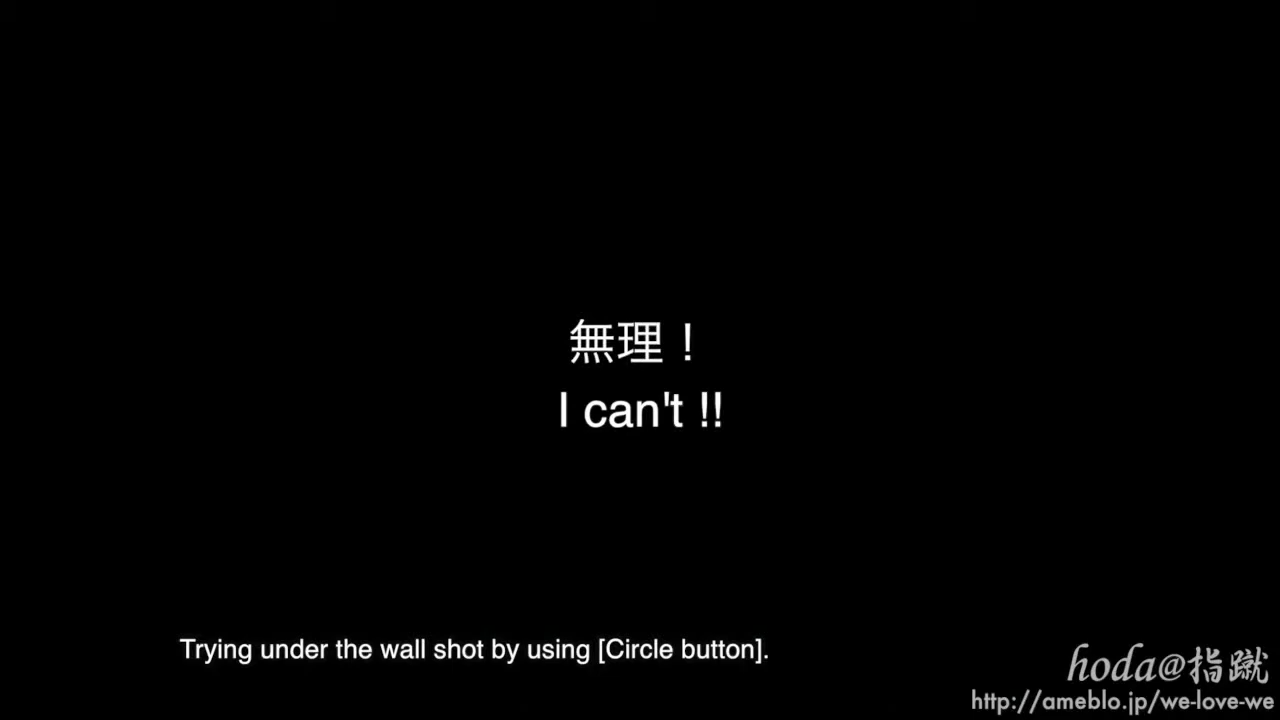 無理！
I can't !!
Trying under the wall shot by using [Circle button].
hoda@指蹴
http://ameblo.jp/we-love-we